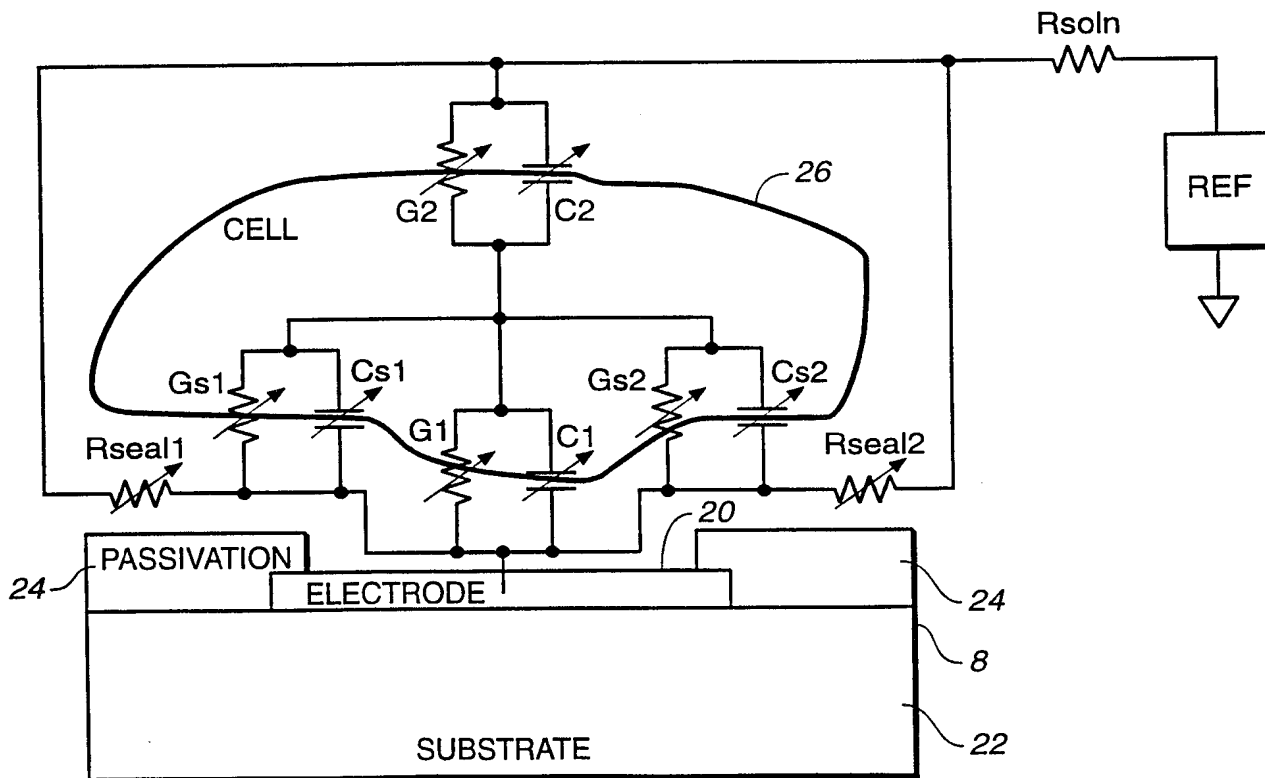 Rsoln
REF
26
G2
C2
CELL
Gs1
Cs1
Gs2
Cs2
G1
C1
Rseal1
Rseal2
20
PASSIVATION
24
ELECTRODE
24
8
22
SUBSTRATE